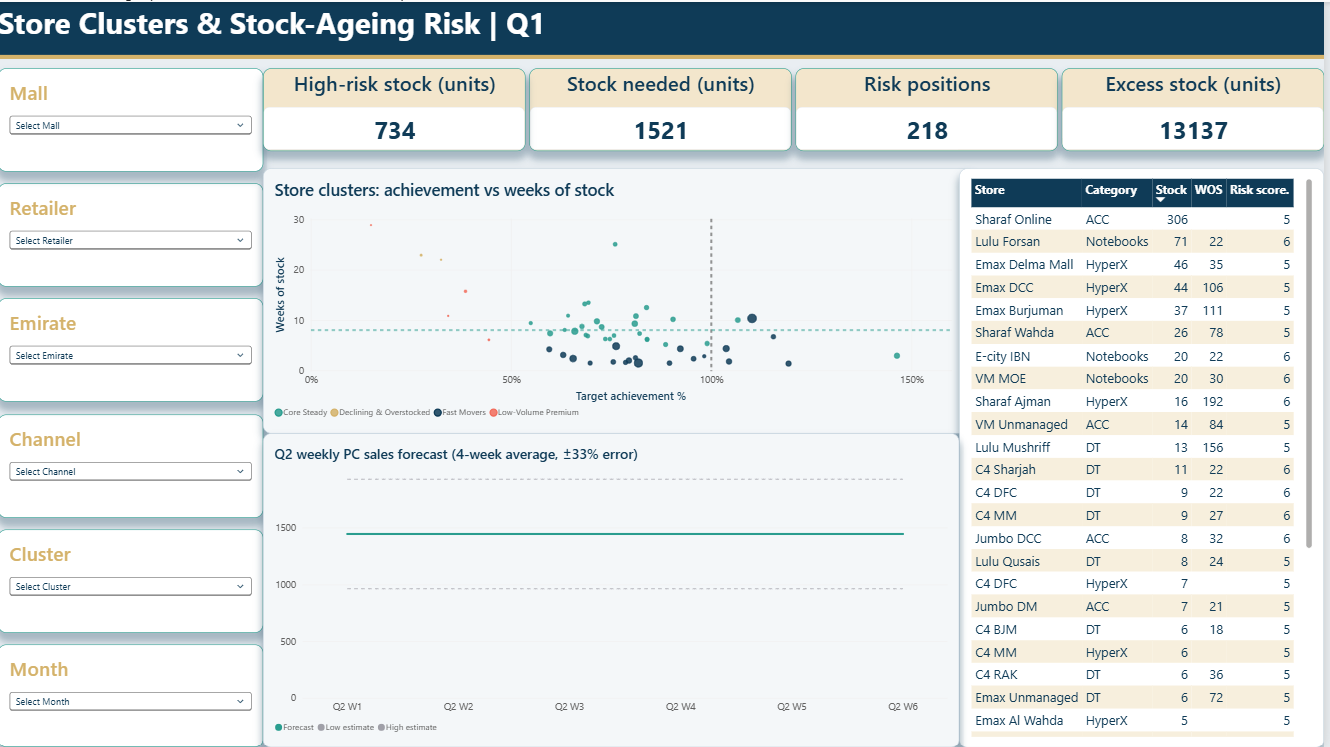 Store Clusters & Stock-Ageing Risk | Q1
Mall
Select Mall
Retailer
Select Retailer
Emirate
Select Emirate
Channel
Select Channel
Cluster
Select Cluster
Month
Select Month
High-risk stock (units)
734
Stock needed (units)
1521
Risk positions
218
Excess stock (units)
13137
Store clusters: achievement vs weeks of stock
Weeks of stock
30
20
10
0
0% 50% 100% 150%
Target achievement %
Core Steady Declining & Overstocked Fast Movers Low-Volume Premium
Q2 weekly PC sales forecast (4-week average, ±33% error)
1500
1000
500
0
Q2 W1 Q2 W2 Q2 W3 Q2 W4 Q2 W5 Q2 W6
Forecast Low estimate High estimate
Store Category Stock WOS Risk score.
Sharaf Online ACC 306 5
Lulu Forsan Notebooks 71 22 6
Emax Delma Mall HyperX 46 35 5
Emax DCC HyperX 44 106 5
Emax Burjuman HyperX 37 111 5
Sharaf Wahda ACC 26 78 5
E-city IBN Notebooks 20 22 6
VM MOE Notebooks 20 30 6
Sharaf Ajman HyperX 16 192 6
VM Unmanaged ACC 14 84 5
Lulu Mushriff DT 13 156 5
C4 Sharjah DT 11 22 6
C4 DFC DT 9 22 6
C4 MM DT 9 27 6
Jumbo DCC ACC 8 32 6
Lulu Qusais DT 8 24 5
C4 DFC HyperX 7 5
Jumbo DM ACC 7 21 5
C4 BJM DT 6 18 5
C4 MM HyperX 6 5
C4 RAK DT 6 36 5
Emax Unmanaged DT 6 72 5
Emax Al Wahda HyperX 5 5